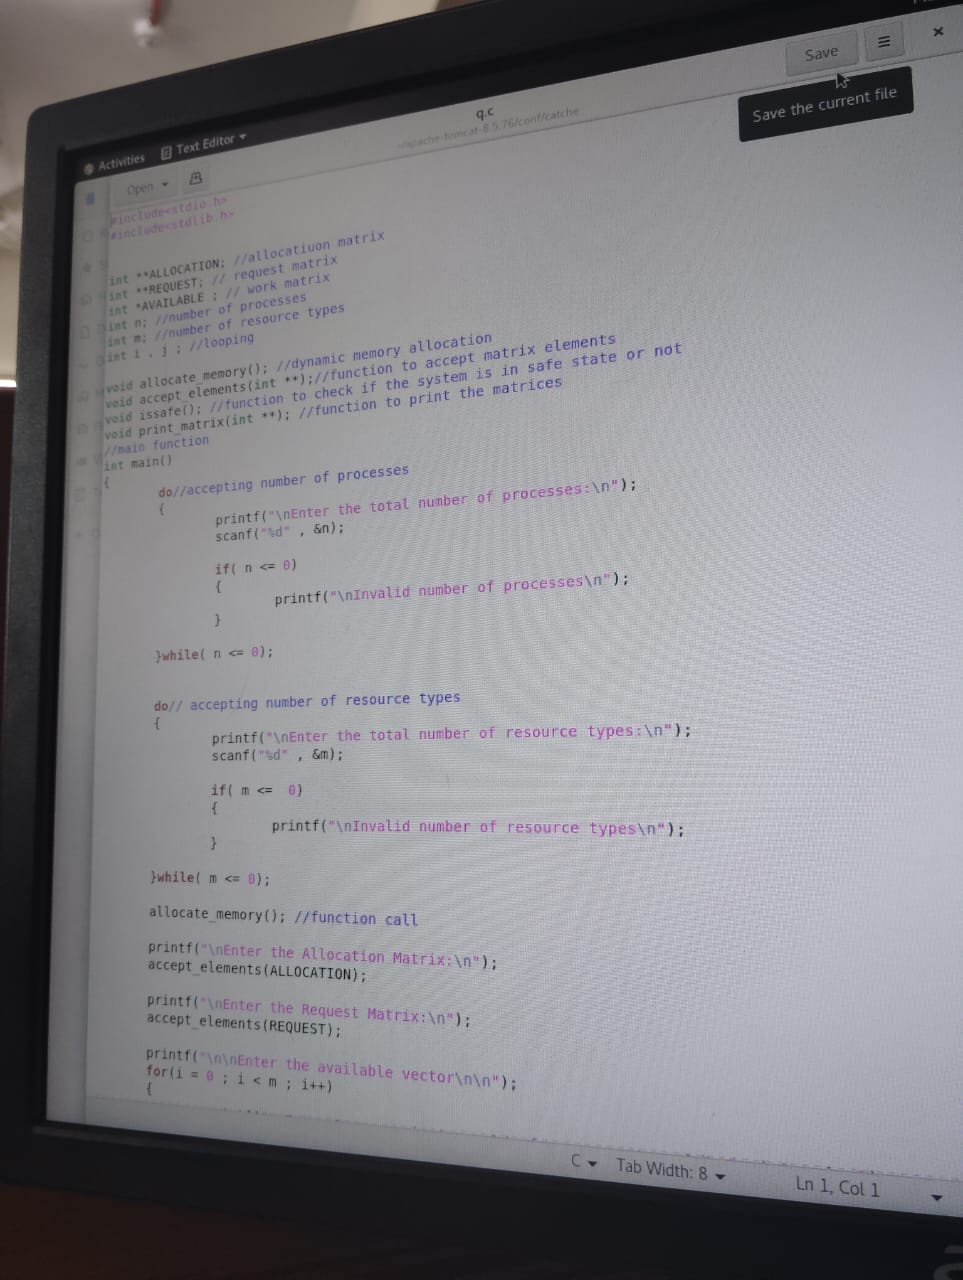 Activities
Text Editor
Open
q.c
~/apache-tomcat-8.5.76/conf/catche
Save
Save the current file
#include<stdio.h>
#include<stdlib.h>
int **ALLOCATION; //allocatiuon matrix
int **REQUEST; // request matrix
int *AVAILABLE ; // work matrix
int n; //number of processes
int m; //number of resource types
int i , j ; //looping
void allocate_memory(); //dynamic memory allocation
void accept_elements(int **);//function to accept matrix elements
void issafe(); //function to check if the system is in safe state or not
void print_matrix(int **); //function to print the matrices
//main function
int main()
{
do//accepting number of processes
{
printf("\nEnter the total number of processes:\n");
scanf("%d" , &n);
if( n <= 0)
{
printf("\nInvalid number of processes\n");
}
}while( n <= 0);
do// accepting number of resource types
{
printf("\nEnter the total number of resource types:\n");
scanf("%d" , &m);
if( m <=  0)
{
printf("\nInvalid number of resource types\n");
}
}while( m <= 0);
allocate_memory(); //function call
printf("\nEnter the Allocation Matrix:\n");
accept_elements(ALLOCATION);
printf("\nEnter the Request Matrix:\n");
accept_elements(REQUEST);
printf("\n\nEnter the available vector\n\n");
for(i = 0 ; i < m ; i++)
{
C
Tab Width: 8
Ln 1, Col 1